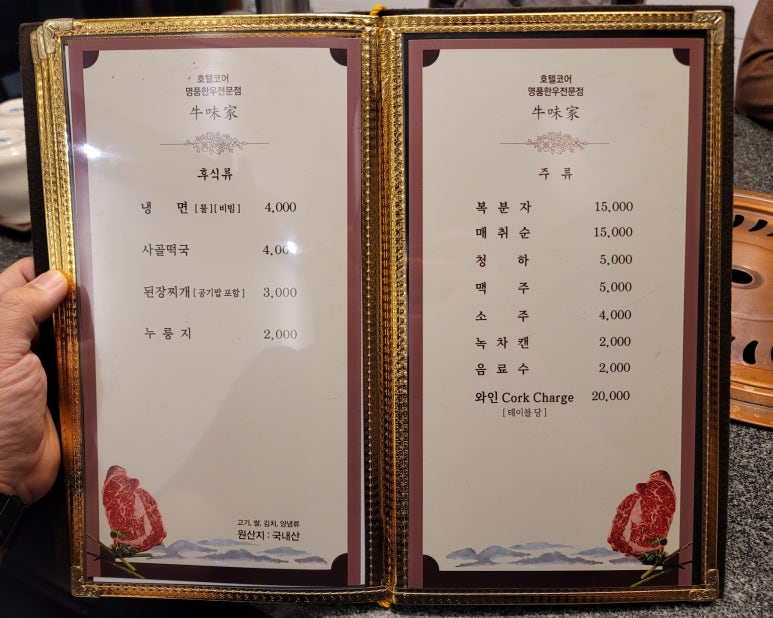 호텔코어
명품한우전문점
牛味家
후식류
냉 면 [물][비빔] 4,000
사골떡국 4,000
된장찌개 [공기밥 포함] 3,000
누룽지 2,000
고기, 쌀, 김치, 양념류
원산지 : 국내산
호텔코어
명품한우전문점
牛味家
주 류
복 분 자 15,000
매 취 순 15,000
청 하 5,000
맥 주 5,000
소 주 4,000
녹 차 캔 2,000
음 료 수 2,000
와인 Cork Charge 20,000
[ 테이블 당 ]